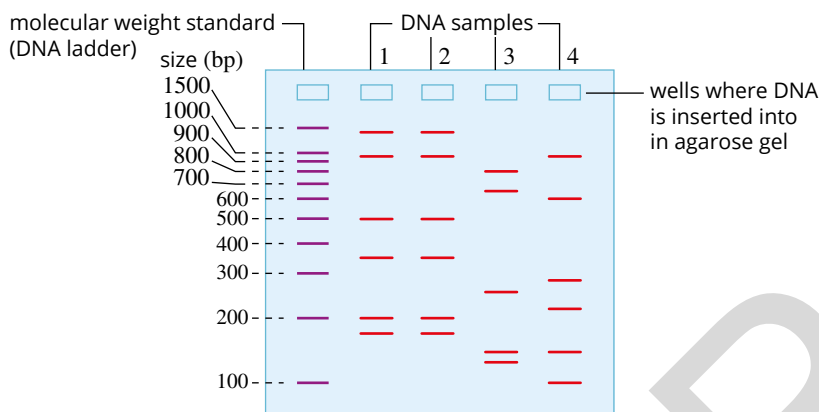 molecular weight standard
(DNA ladder)
size (bp)
DNA samples
1 2 3 4
1500
1000
900
800
700
600
500
400
300
200
100
wells where DNA
is inserted into
in agarose gel